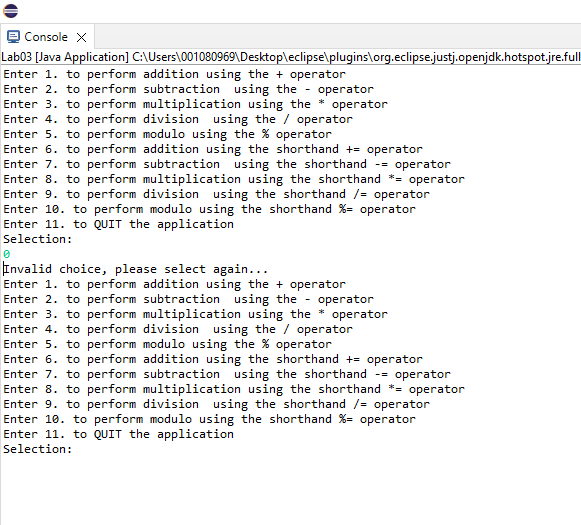 Console
Lab03 [Java Application] C:\Users\001080969\Desktop\eclipse\plugins\org.eclipse.justj.openjdk.hotspot.jre.full
Enter 1. to perform addition using the + operator
Enter 2. to perform subtraction  using the - operator
Enter 3. to perform multiplication using the * operator
Enter 4. to perform division  using the / operator
Enter 5. to perform modulo using the % operator
Enter 6. to perform addition using the shorthand += operator
Enter 7. to perform subtraction  using the shorthand -= operator
Enter 8. to perform multiplication using the shorthand *= operator
Enter 9. to perform division  using the shorthand /= operator
Enter 10. to perform modulo using the shorthand %= operator
Enter 11. to QUIT the application
Selection:
0
Invalid choice, please select again...
Enter 1. to perform addition using the + operator
Enter 2. to perform subtraction  using the - operator
Enter 3. to perform multiplication using the * operator
Enter 4. to perform division  using the / operator
Enter 5. to perform modulo using the % operator
Enter 6. to perform addition using the shorthand += operator
Enter 7. to perform subtraction  using the shorthand -= operator
Enter 8. to perform multiplication using the shorthand *= operator
Enter 9. to perform division  using the shorthand /= operator
Enter 10. to perform modulo using the shorthand %= operator
Enter 11. to QUIT the application
Selection: